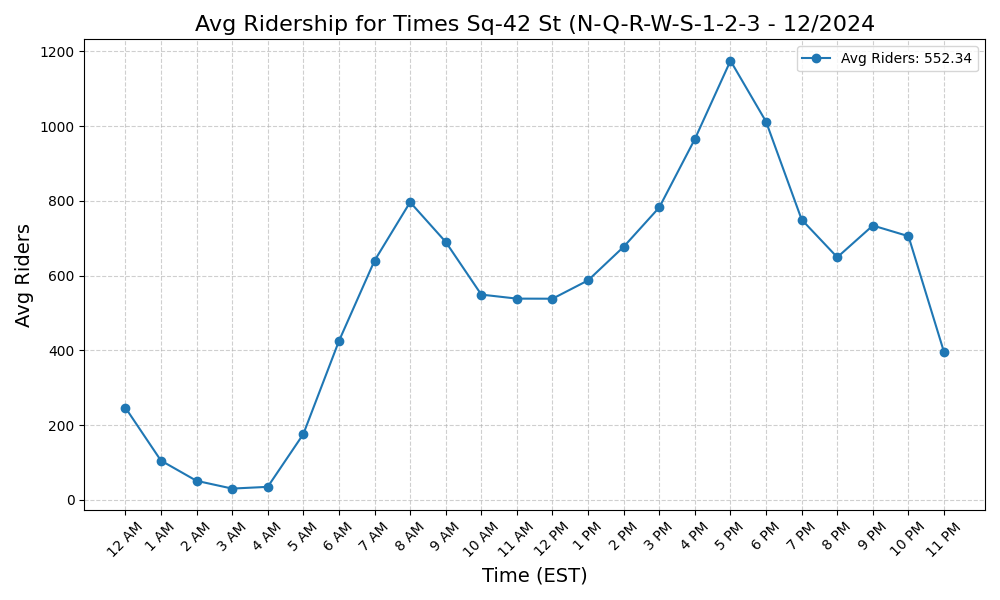 Avg Ridership for Times Sq-42 St (N-Q-R-W-S-1-2-3 - 12/2024
Avg Riders: 552.34
Avg Riders
1200
1000
800
600
400
200
0
12 AM
1 AM
2 AM
3 AM
4 AM
5 AM
6 AM
7 AM
8 AM
9 AM
10 AM
11 AM
12 PM
1 PM
2 PM
3 PM
4 PM
5 PM
6 PM
7 PM
8 PM
9 PM
10 PM
11 PM
Time (EST)